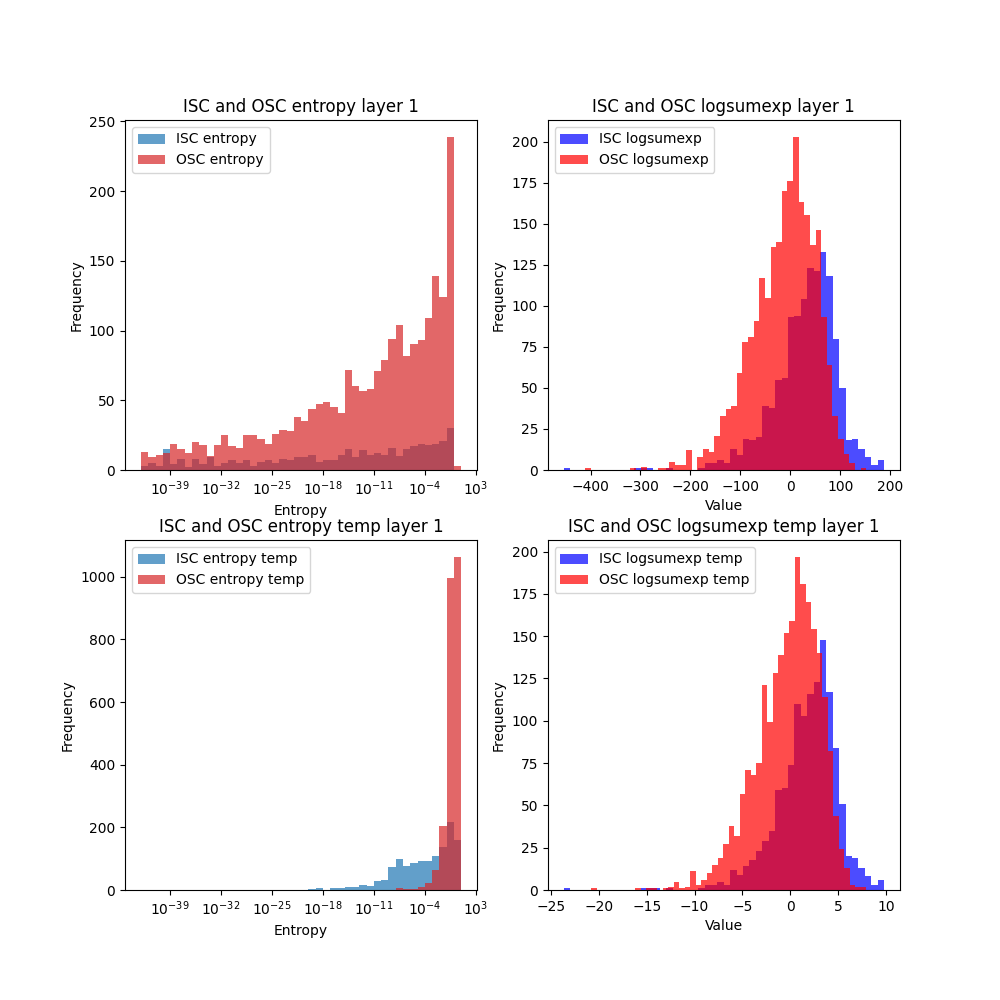 ISC and OSC entropy layer 1
250
200
150
100
50
0
Frequency
ISC entropy
OSC entropy
10^{-39} 10^{-32} 10^{-25} 10^{-18} 10^{-11} 10^{-4} 10^{3}
Entropy
ISC and OSC logsumexp layer 1
200
175
150
125
100
75
50
25
0
Frequency
ISC logsumexp
OSC logsumexp
−400 −300 −200 −100 0 100 200
Value
ISC and OSC entropy temp layer 1
1000
800
600
400
200
0
Frequency
ISC entropy temp
OSC entropy temp
10^{-39} 10^{-32} 10^{-25} 10^{-18} 10^{-11} 10^{-4} 10^{3}
Entropy
ISC and OSC logsumexp temp layer 1
200
175
150
125
100
75
50
25
0
Frequency
ISC logsumexp temp
OSC logsumexp temp
−25 −20 −15 −10 −5 0 5 10
Value